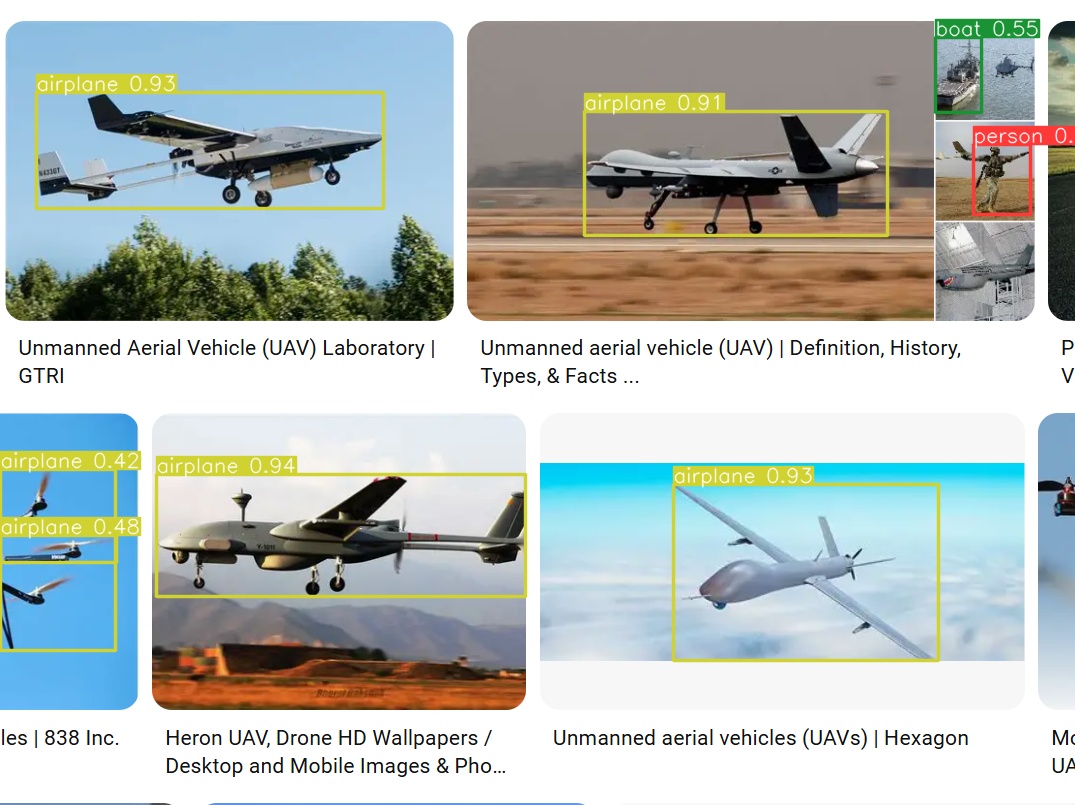 boat 0.55
airplane 0.93
airplane 0.91
person 0.
N433GT
Unmanned Aerial Vehicle (UAV) Laboratory |
GTRI
Unmanned aerial vehicle (UAV) | Definition, History,
Types, & Facts ...
P
V
airplane 0.42
airplane 0.94
airplane 0.93
airplane 0.48
les | 838 Inc.
Heron UAV, Drone HD Wallpapers /
Desktop and Mobile Images & Pho...
Unmanned aerial vehicles (UAVs) | Hexagon
Mo
UA